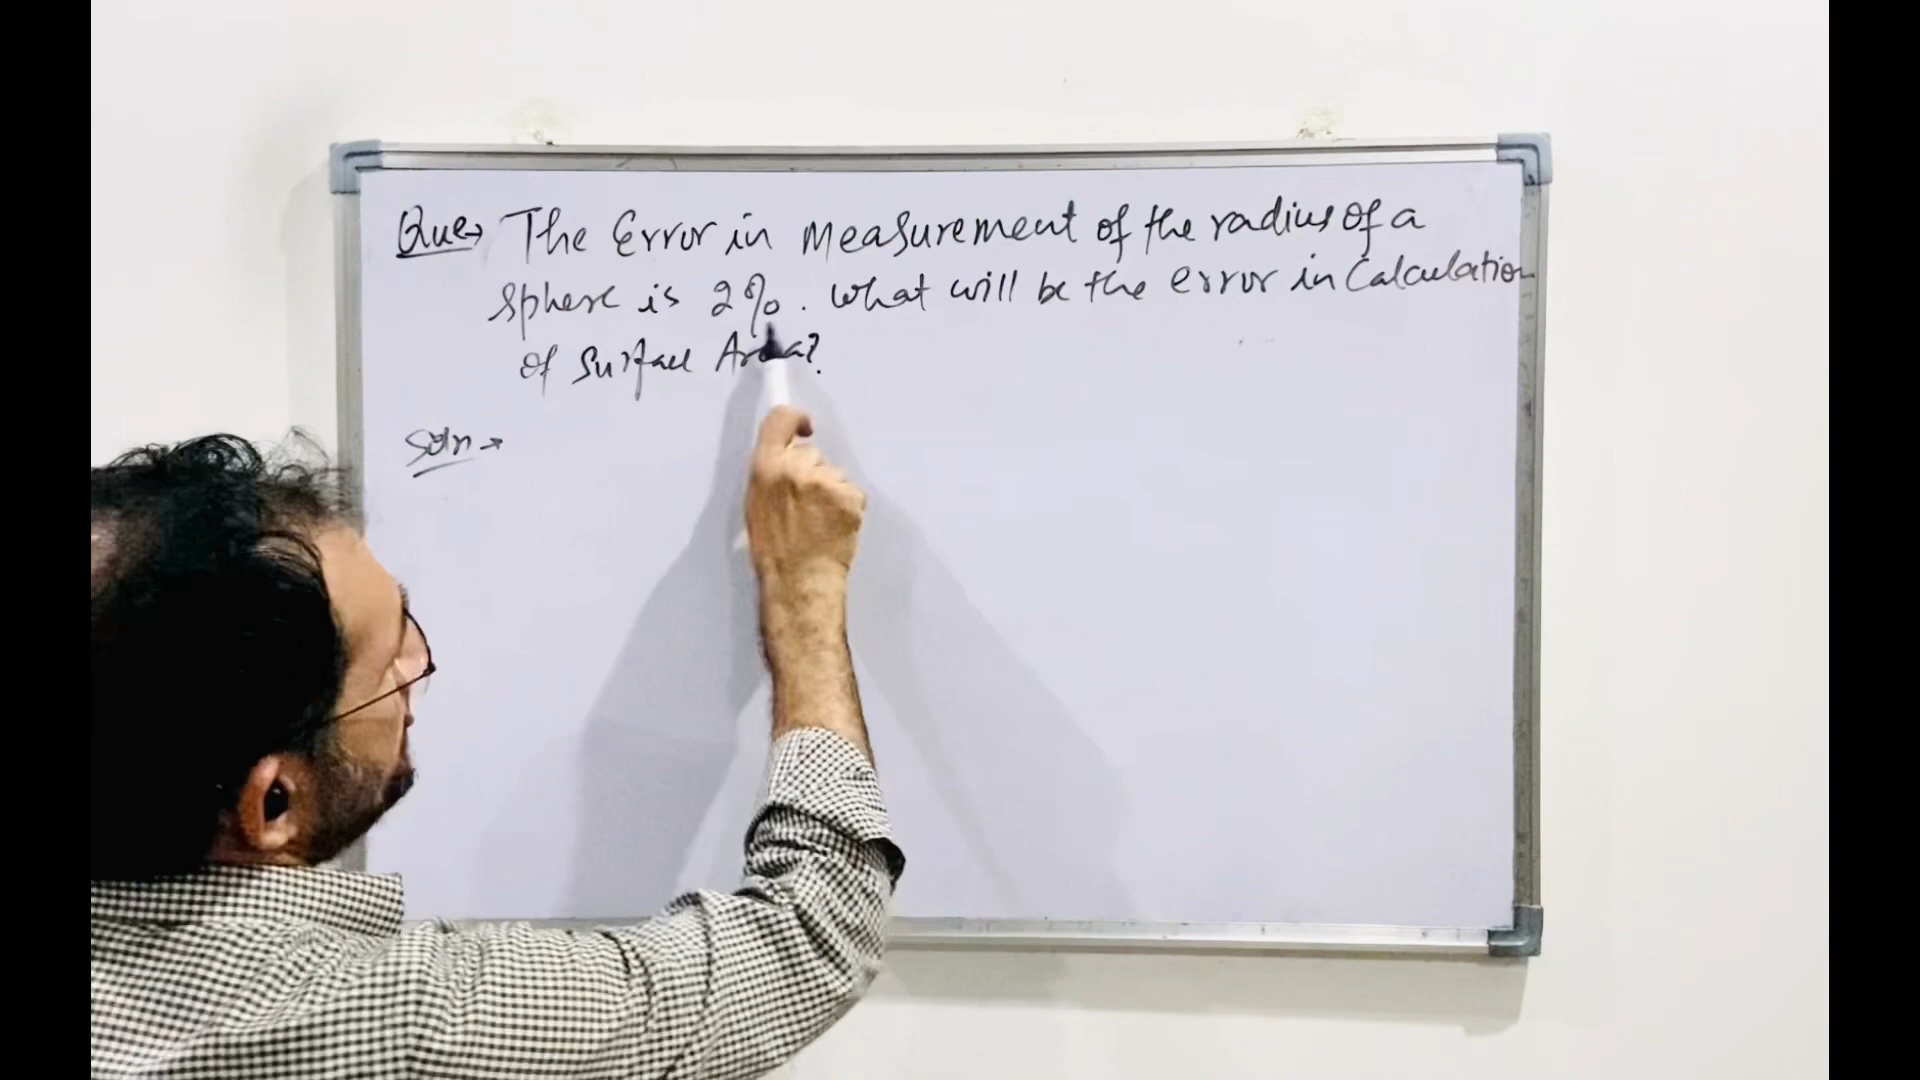 Que→ The Error in Measurement of the radius of a
sphere is 2%. What will be the error in Calculation
of Surface Area?
Soln→